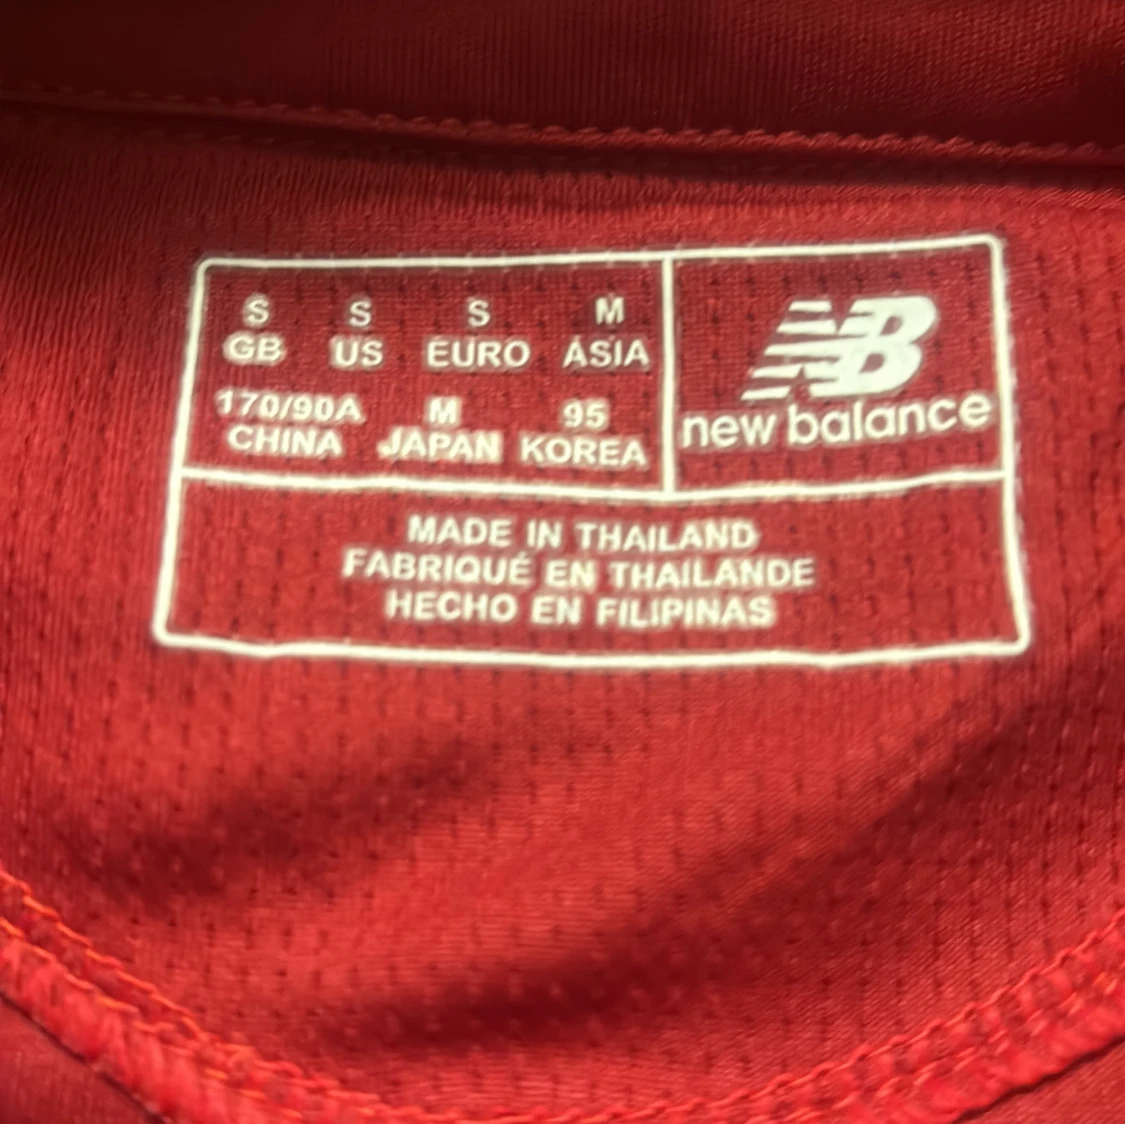 S S S M
GB US EURO ASIA
170/90A M 95
CHINA JAPAN KOREA
NB
new balance
MADE IN THAILAND
FABRIQUÉ EN THAILANDE
HECHO EN FILIPINAS